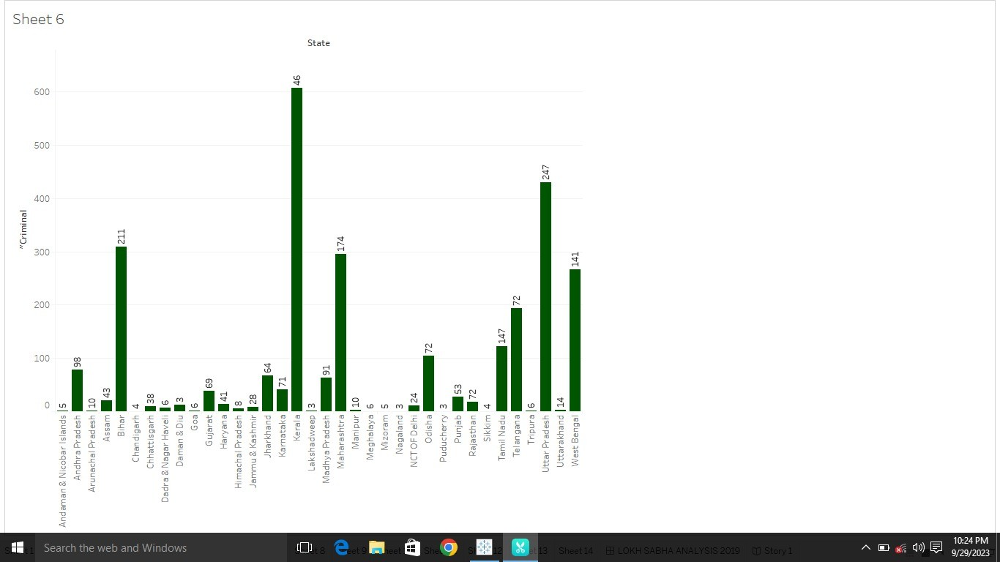 Sheet 6
State
"Criminal
600
500
400
300
200
100
0
5
98
10
43
211
4
38
6
3
6
69
41
8
28
64
71
46
3
91
174
10
6
5
3
24
72
3
53
72
4
147
72
6
247
14
141
Andaman & Nicobar Islands
Andhra Pradesh
Arunachal Pradesh
Assam
Bihar
Chandigarh
Chhattisgarh
Dadra & Nagar Haveli
Daman & Diu
Goa
Gujarat
Haryana
Himachal Pradesh
Jammu & Kashmir
Jharkhand
Karnataka
Kerala
Lakshadweep
Madhya Pradesh
Maharashtra
Manipur
Meghalaya
Mizoram
Nagaland
NCT OF Delhi
Odisha
Puducherry
Punjab
Rajasthan
Sikkim
Tamil Nadu
Telangana
Tripura
Uttar Pradesh
Uttarakhand
West Bengal
Search the web and Windows
Sheet 14 LOKH SABHA ANALYSIS 2019 Story 1
10:24 PM
9/29/2023